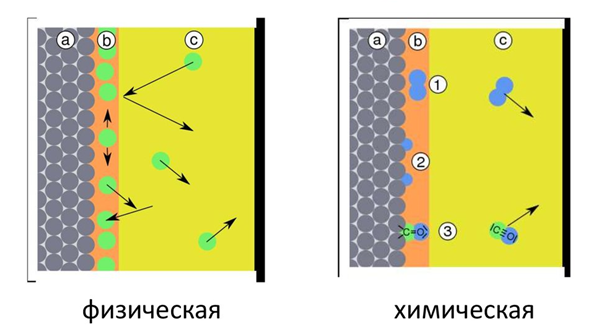 a b c
a b c
1
2
C=O
3
|C≡O|
физическая
химическая